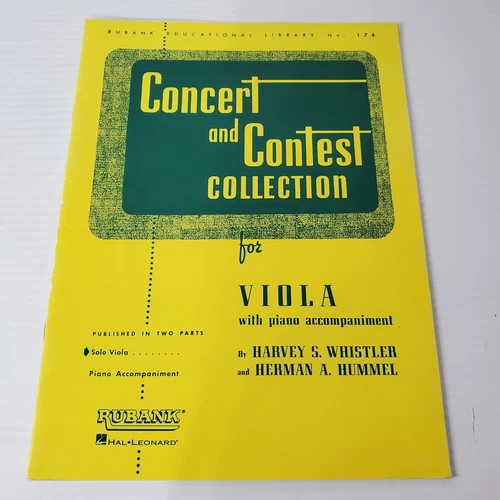 RUBANK EDUCATIONAL LIBRARY No. 174
Concert
and Contest
COLLECTION
for
VIOLA
with piano accompaniment
PUBLISHED IN TWO PARTS
Solo Viola . . . . . . . .
Piano Accompaniment
By HARVEY S. WHISTLER
and HERMAN A. HUMMEL
RUBANK®
HAL•LEONARD®